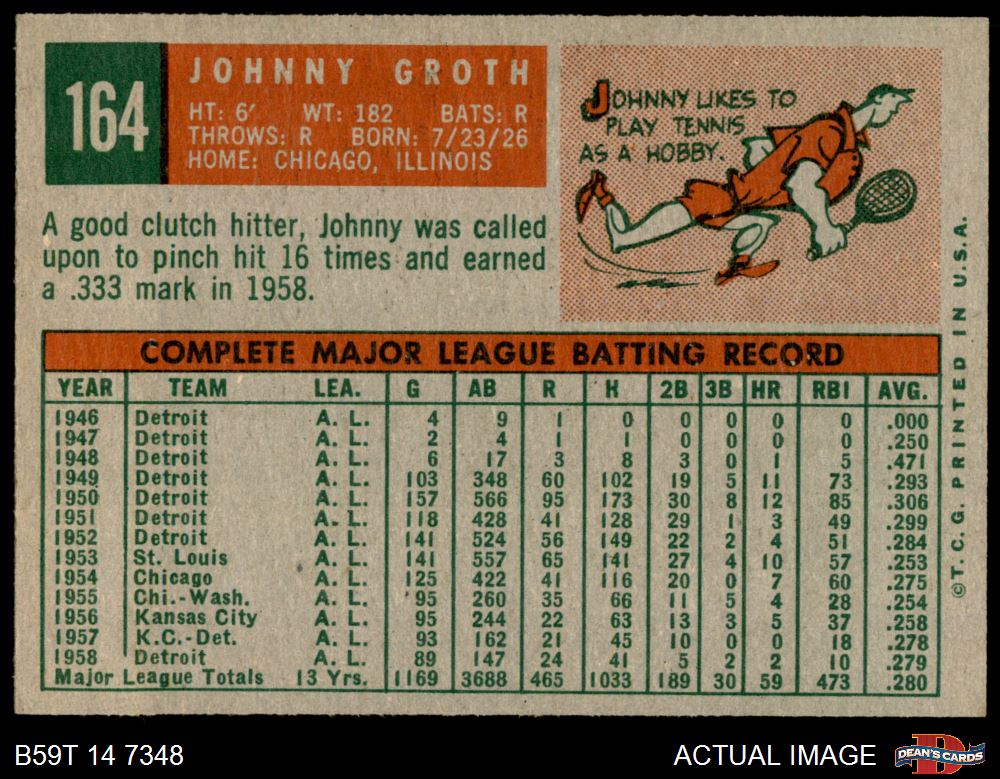 164
JOHNNY GROTH
HT: 6' WT: 182 BATS: R
THROWS: R BORN: 7/23/26
HOME: CHICAGO, ILLINOIS
JOHNNY LIKES TO
PLAY TENNIS
AS A HOBBY.
A good clutch hitter, Johnny was called
upon to pinch hit 16 times and earned
a .333 mark in 1958.
COMPLETE MAJOR LEAGUE BATTING RECORD
YEAR TEAM LEA. G AB R H 2B 3B HR RBI AVG.
1946 Detroit A. L. 4 9 1 0 0 0 0 0 .000
1947 Detroit A. L. 2 4 1 1 0 0 0 0 .250
1948 Detroit A. L. 6 17 3 8 3 0 1 5 .471
1949 Detroit A. L. 103 348 60 102 19 5 11 73 .293
1950 Detroit A. L. 157 566 95 173 30 8 12 85 .306
1951 Detroit A. L. 118 428 41 128 29 1 3 49 .299
1952 Detroit A. L. 141 524 56 149 22 2 4 51 .284
1953 St. Louis A. L. 141 557 65 141 27 4 10 57 .253
1954 Chicago A. L. 125 422 41 116 20 0 7 60 .275
1955 Chi.-Wash. A. L. 95 260 35 66 11 5 4 28 .254
1956 Kansas City A. L. 95 244 22 63 13 3 5 37 .258
1957 K.C.-Det. A. L. 93 162 21 45 10 0 0 18 .278
1958 Detroit A. L. 89 147 24 41 5 2 2 10 .279
Major League Totals 13 Yrs. 1169 3688 465 1033 189 30 59 473 .280
©T. C. G. PRINTED IN U.S.A.
B59T 14 7348
ACTUAL IMAGE
DEAN'S CARDS